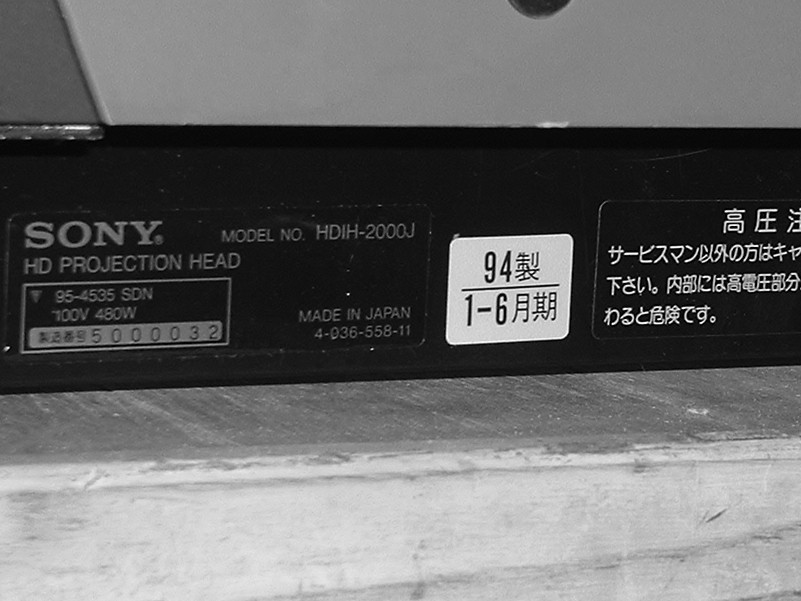 SONY®
MODEL NO. HDIH-2000J
HD PROJECTION HEAD
▼ 95-4535 SDN
100V 480W
製造番号 5000032
MADE IN JAPAN
4-036-558-11
94製
1-6月期
高圧注
サービスマン以外の方はキャ
下さい。内部には高電圧部分
わると危険です。